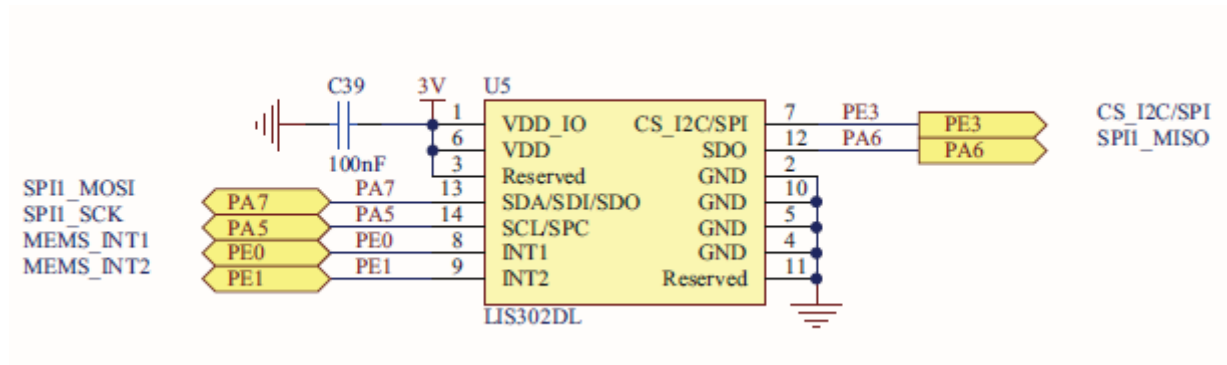 C39 3V U5
1 VDD_IO CS_I2C/SPI 7 PE3 PE3 CS_I2C/SPI
6 VDD SDO 12 PA6 PA6 SPI1_MISO
100nF 3 Reserved GND 2
SPI1_MOSI PA7 PA7 13 SDA/SDI/SDO GND 10
SPI1_SCK PA5 PA5 14 SCL/SPC GND 5
MEMS_INT1 PE0 PE0 8 INT1 GND 4
MEMS_INT2 PE1 PE1 9 INT2 Reserved 11
LIS302DL